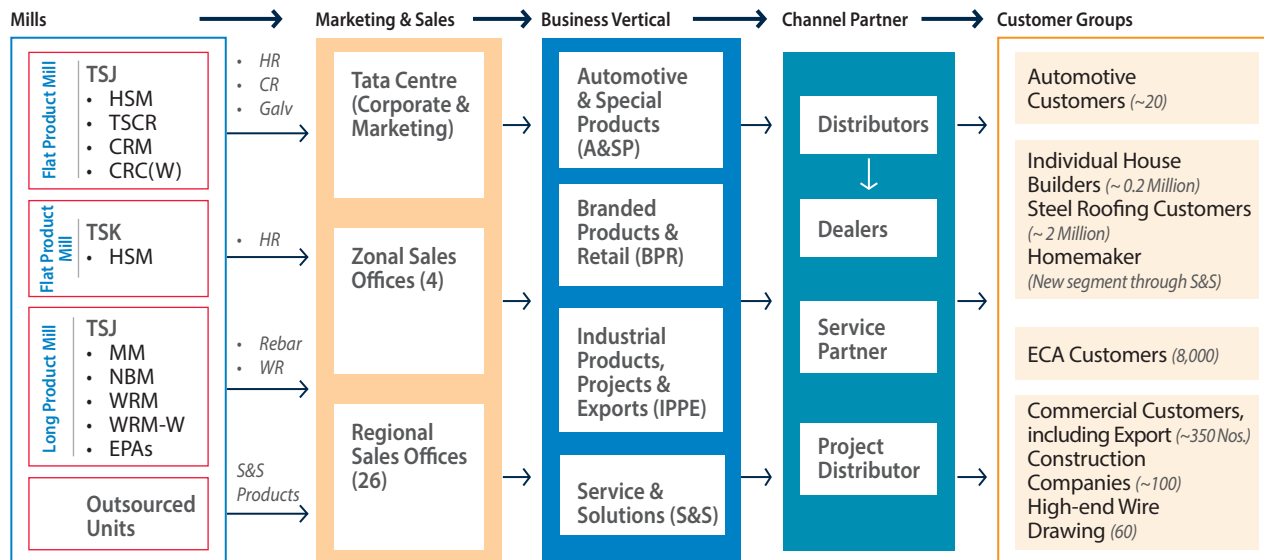 Mills
Marketing & Sales
Business Vertical
Channel Partner
Customer Groups
Flat Product Mill
TSJ
• HSM
• TSCR
• CRM
• CRC(W)
Flat Product
Mill
TSK
• HSM
Long Product Mill
TSJ
• MM
• NBM
• WRM
• WRM-W
• EPAs
Outsourced
Units
• HR
• CR
• Galv
• HR
• Rebar
• WR
S&S
Products
Tata Centre
(Corporate &
Marketing)
Zonal Sales
Offices (4)
Regional
Sales Offices
(26)
Automotive
& Special
Products
(A&SP)
Branded
Products &
Retail (BPR)
Industrial
Products,
Projects &
Exports (IPPE)
Service &
Solutions (S&S)
Distributors
Dealers
Service
Partner
Project
Distributor
Automotive
Customers (~20)
Individual House
Builders (~ 0.2 Million)
Steel Roofing Customers
(~ 2 Million)
Homemaker
(New segment through S&S)
ECA Customers (8,000)
Commercial Customers,
including Export (~350 Nos.)
Construction
Companies (~100)
High-end Wire
Drawing (60)